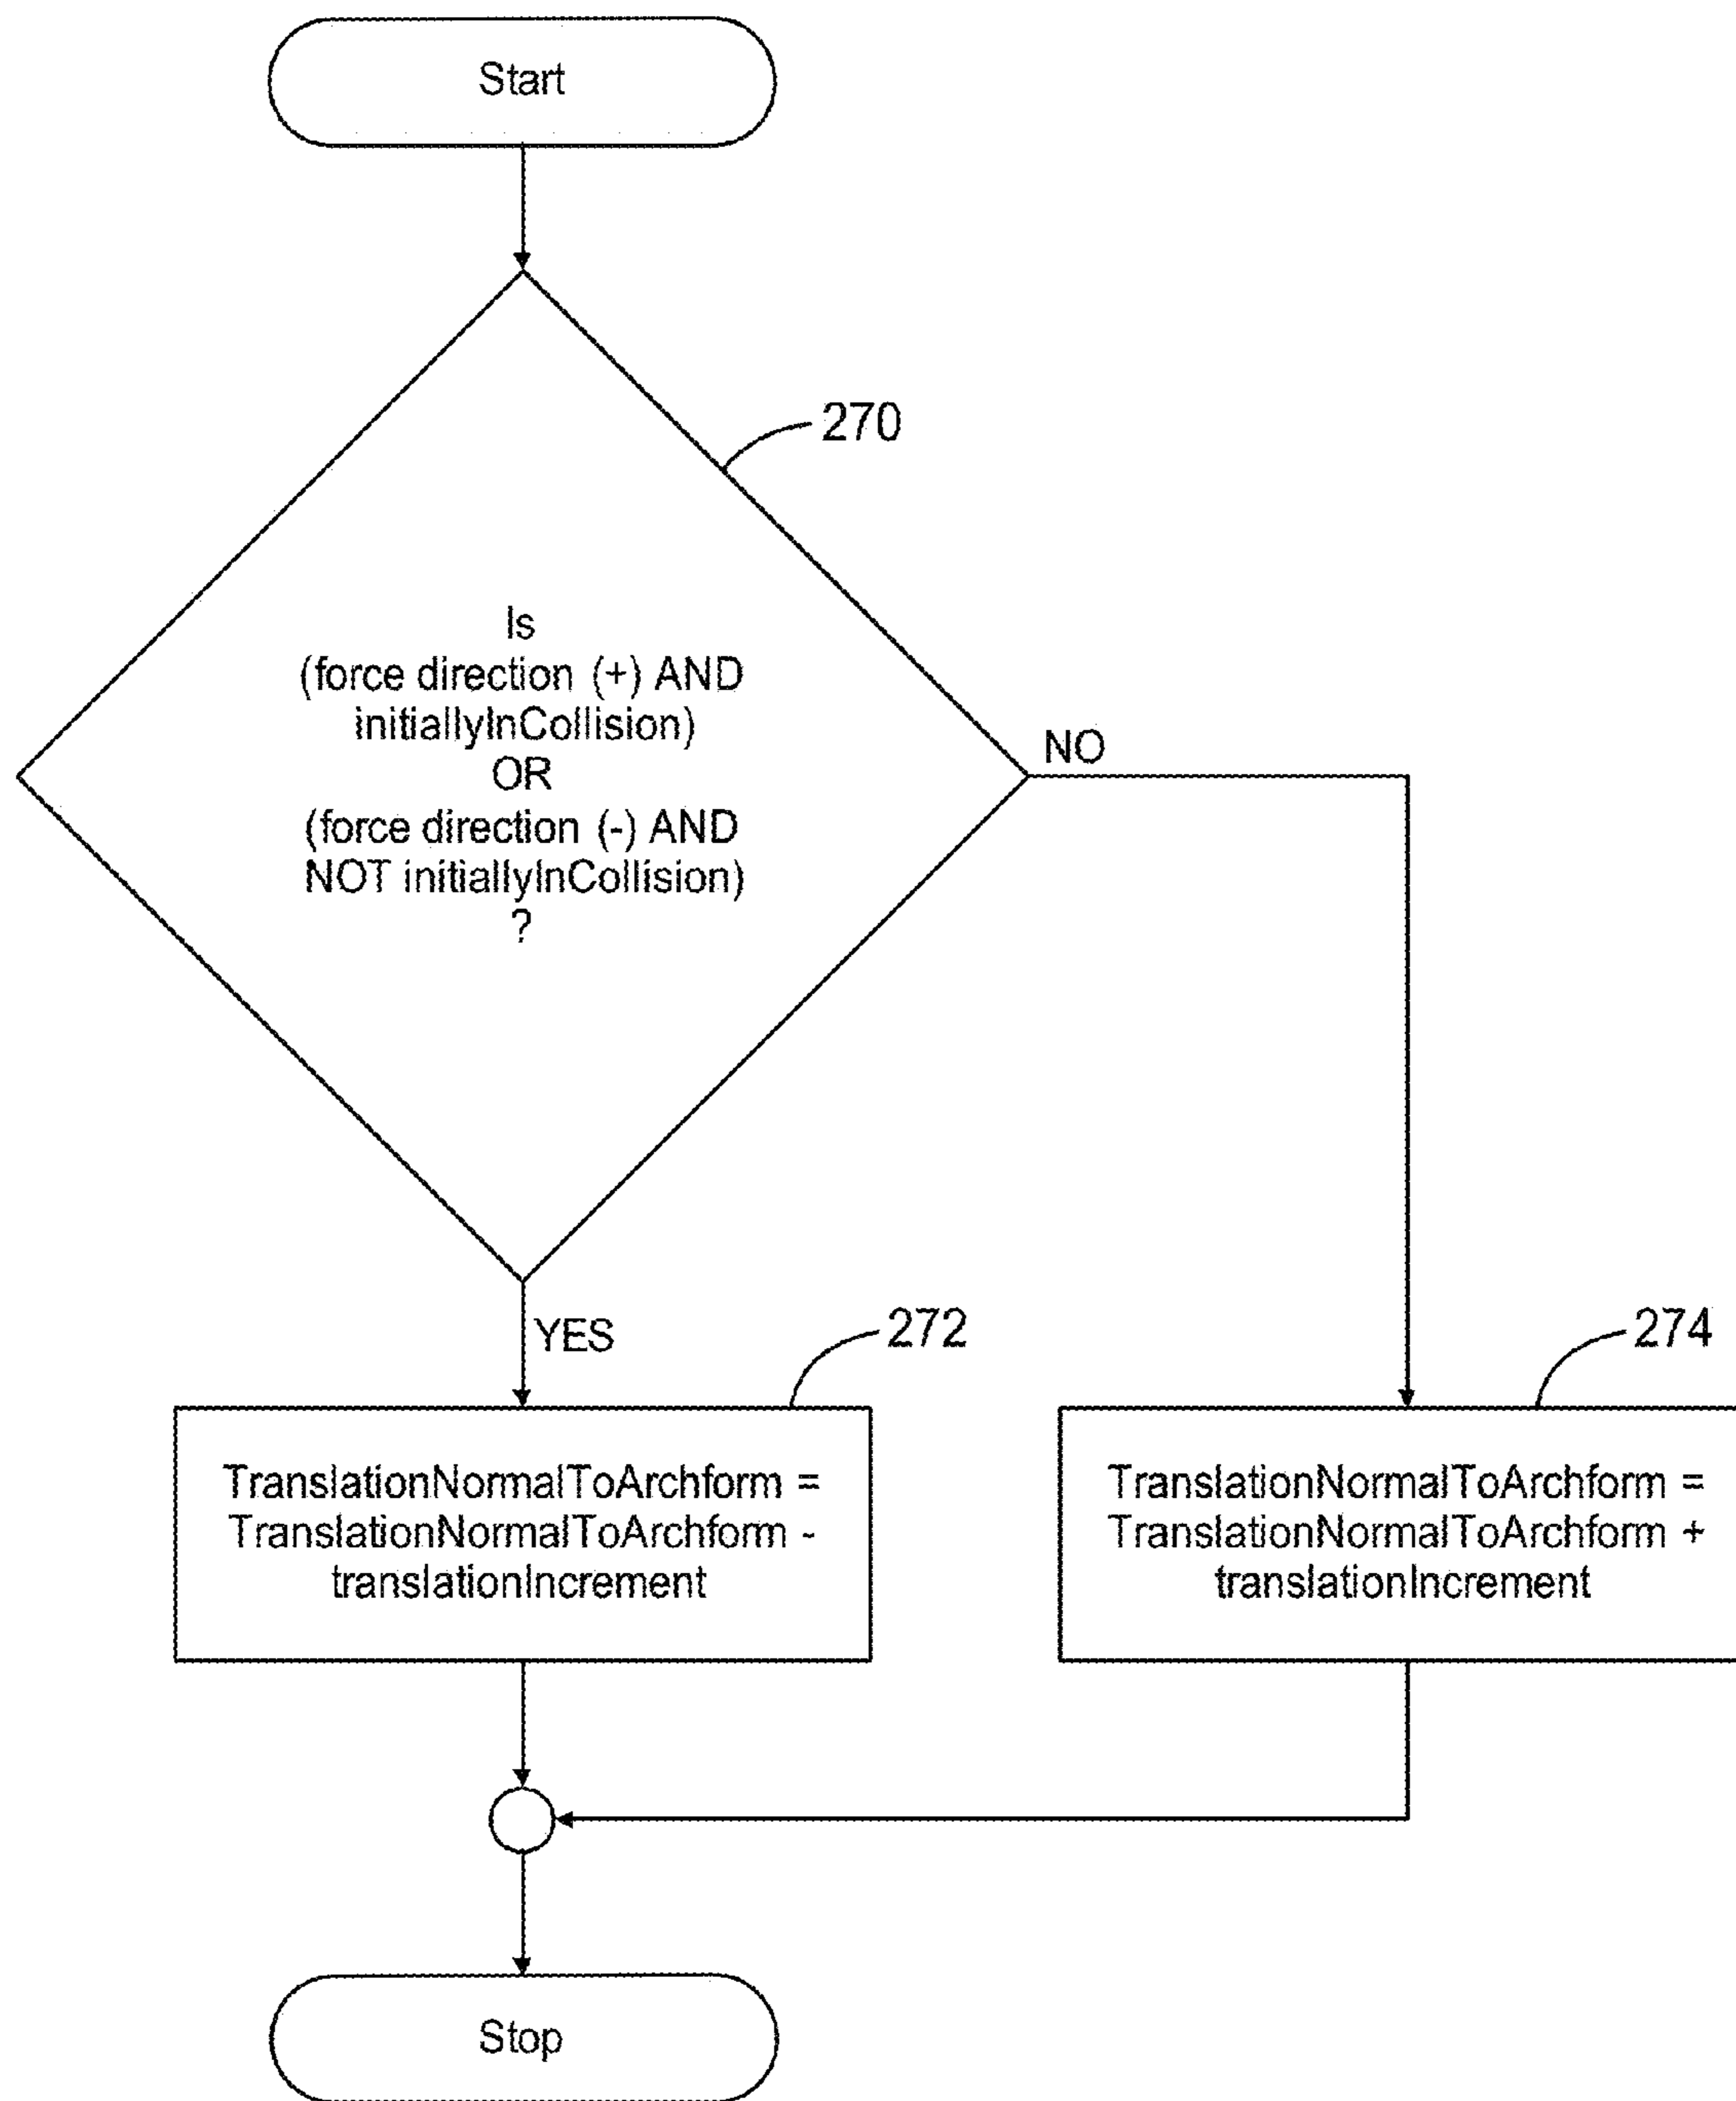 Start
270
Is
(force direction (+) AND
initiallyInCollision)
OR
(force direction (-) AND
NOT initiallyInCollision)
?
NO
YES
272
274
TranslationNormalToArchform =
TranslationNormalToArchform -
translationIncrement
TranslationNormalToArchform =
TranslationNormalToArchform +
translationIncrement
Stop